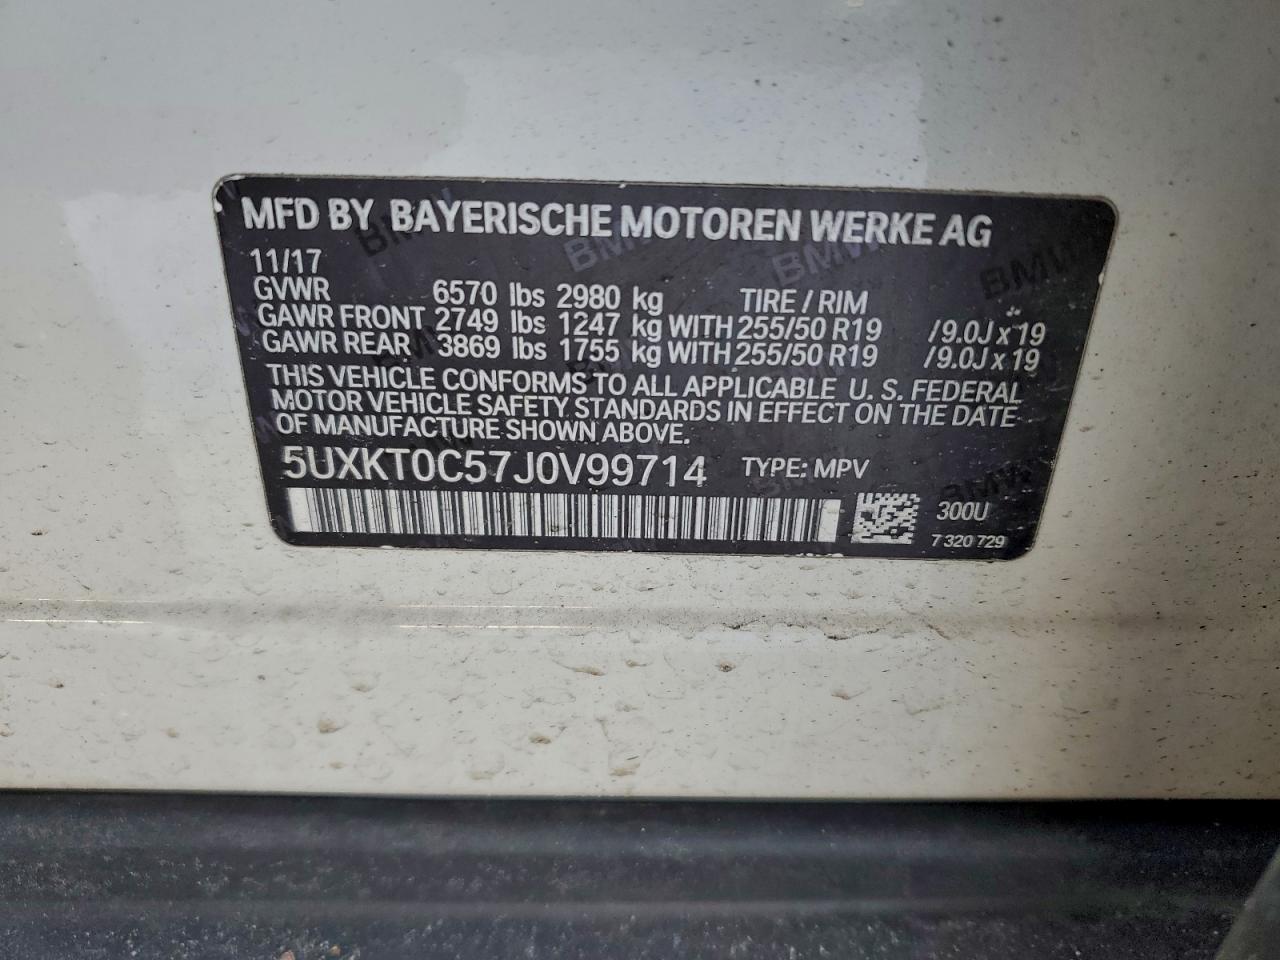 MFD BY BAYERISCHE MOTOREN WERKE AG
11/17
GVWR 6570 lbs 2980 kg TIRE / RIM
GAWR FRONT 2749 lbs 1247 kg WITH 255/50 R19 /9.0J x 19
GAWR REAR 3869 lbs 1755 kg WITH 255/50 R19 /9.0J x 19
THIS VEHICLE CONFORMS TO ALL APPLICABLE U. S. FEDERAL
MOTOR VEHICLE SAFETY STANDARDS IN EFFECT ON THE DATE
OF MANUFACTURE SHOWN ABOVE.
5UXKT0C57J0V99714 TYPE: MPV
300U
7 320 729